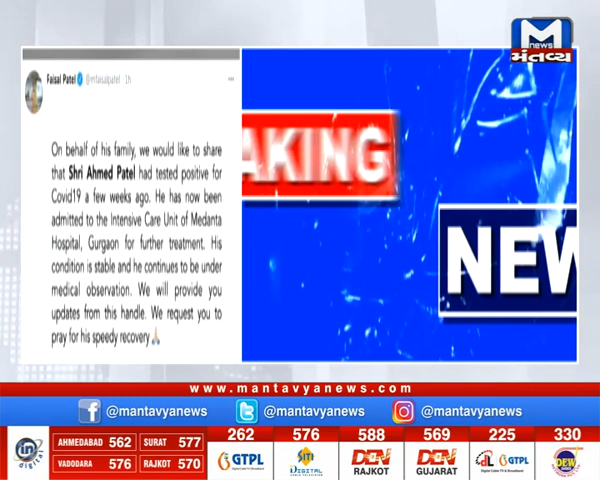 M
news
મંતવ્ય
Faisal Patel @mfaisalpatel · 1h
On behalf of his family, we would like to share
that Shri Ahmed Patel had tested positive for
Covid19 a few weeks ago. He has now been
admitted to the Intensive Care Unit of Medanta
Hospital, Gurgaon for further treatment. His
condition is stable and he continues to be under
medical observation. We will provide you
updates from this handle. We request you to
pray for his speedy recovery🙏🏼
AKING
NEW
www.mantavyanews.com
@mantavyanews @mantavyanews @mantavyanews
in digital
AHMEDABAD 562 SURAT 577
VADODARA 576 RAJKOT 570
262 576 588 569 225 330
GTPL SITI DIGITAL DEN RAJKOT DEN GUJARAT dL GTPL DEW